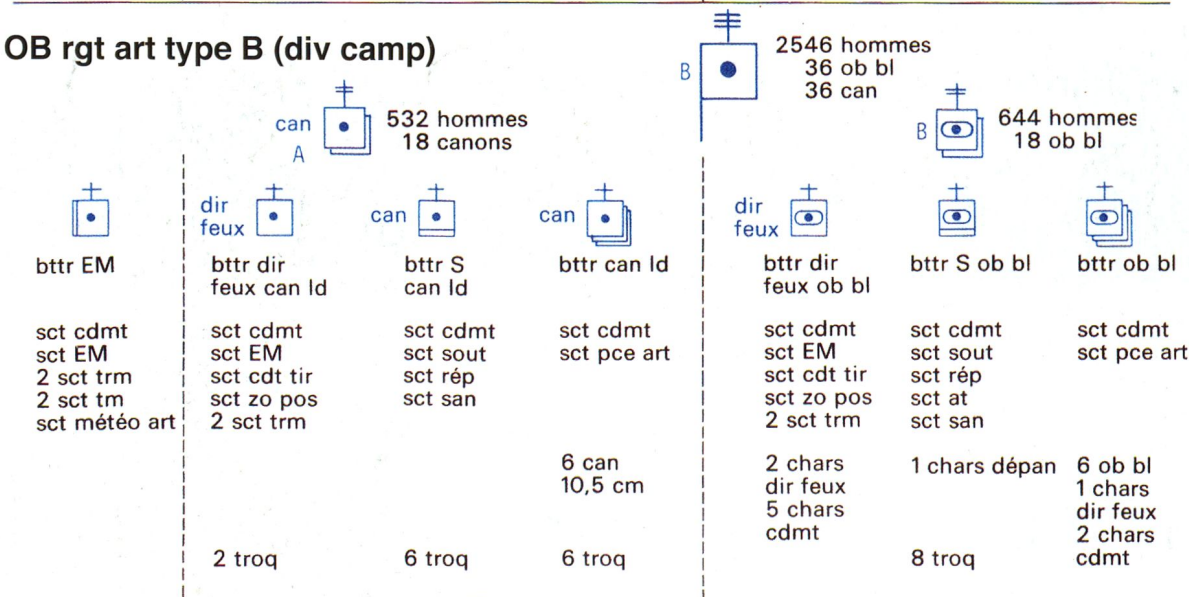 OB rgt art type B (div camp)
B
2546 hommes
36 ob bl
36 can
can
A
532 hommes
18 canons
B
644 hommes
18 ob bl
bttr EM
sct cdmt
sct EM
2 sct trm
2 sct tm
sct météo art
dir
feux
bttr dir
feux can ld
sct cdmt
sct EM
sct cdt tir
sct zo pos
2 sct trm
2 troq
can
bttr S
can ld
sct cdmt
sct sout
sct rép
sct san
6 troq
can
bttr can ld
sct cdmt
sct pce art
6 can
10,5 cm
6 troq
dir
feux
bttr dir
feux ob bl
sct cdmt
sct EM
sct cdt tir
sct zo pos
2 sct trm
2 chars
dir feux
5 chars
cdmt
bttr S ob bl
sct cdmt
sct sout
sct rép
sct at
sct san
1 chars dépan
8 troq
bttr ob bl
sct cdmt
sct pce art
6 ob bl
1 chars
dir feux
2 chars
cdmt